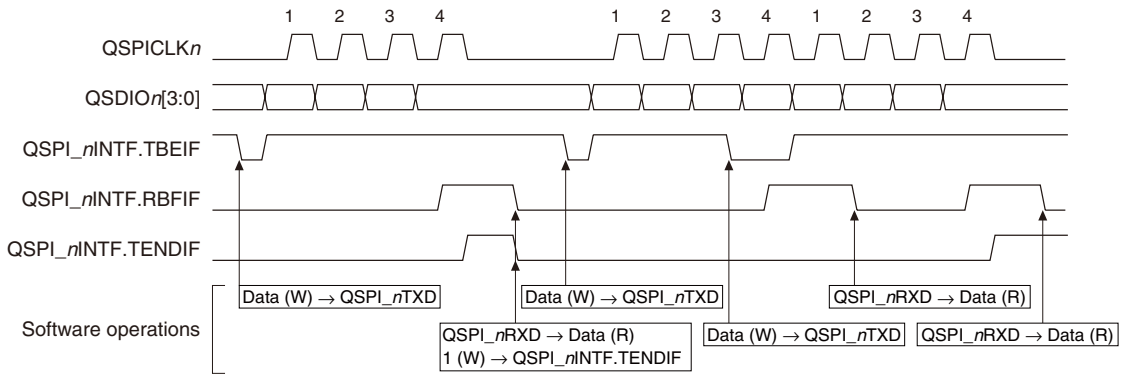 1 2 3 4 1 2 3 4 1 2 3 4
QSPICLKn
QSDIOn[3:0]
QSPI_nINTF.TBEIF
QSPI_nINTF.RBFIF
QSPI_nINTF.TENDIF
Data (W) → QSPI_nTXD
Data (W) → QSPI_nTXD
QSPI_nRXD → Data (R)
Software operations
QSPI_nRXD → Data (R)
1 (W) → QSPI_nINTF.TENDIF
Data (W) → QSPI_nTXD
QSPI_nRXD → Data (R)